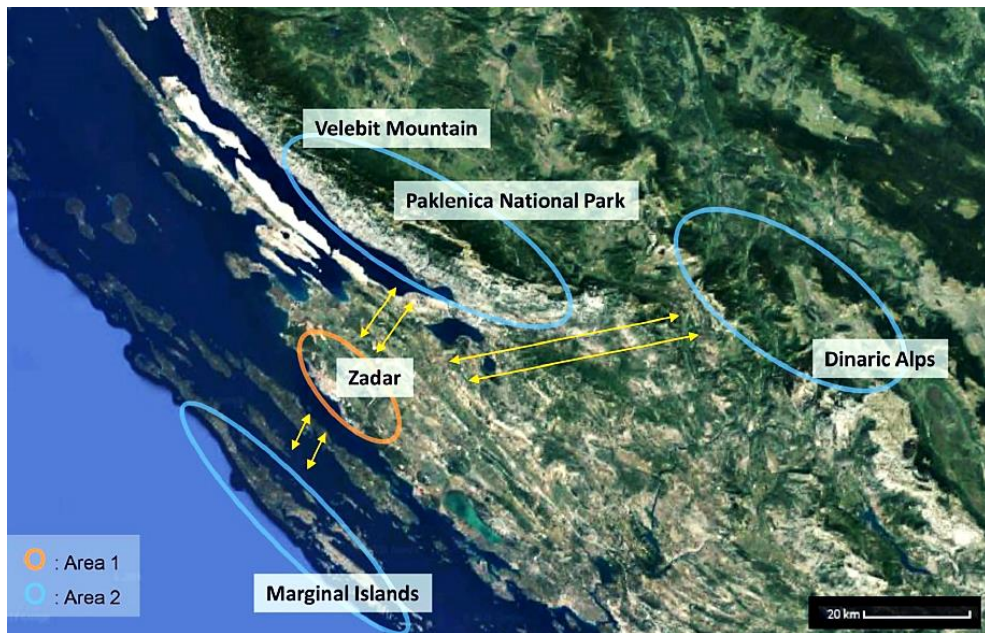 Velebit Mountain
Paklenica National Park
Zadar
Dinaric Alps
: Area 1
: Area 2
Marginal Islands
20 km